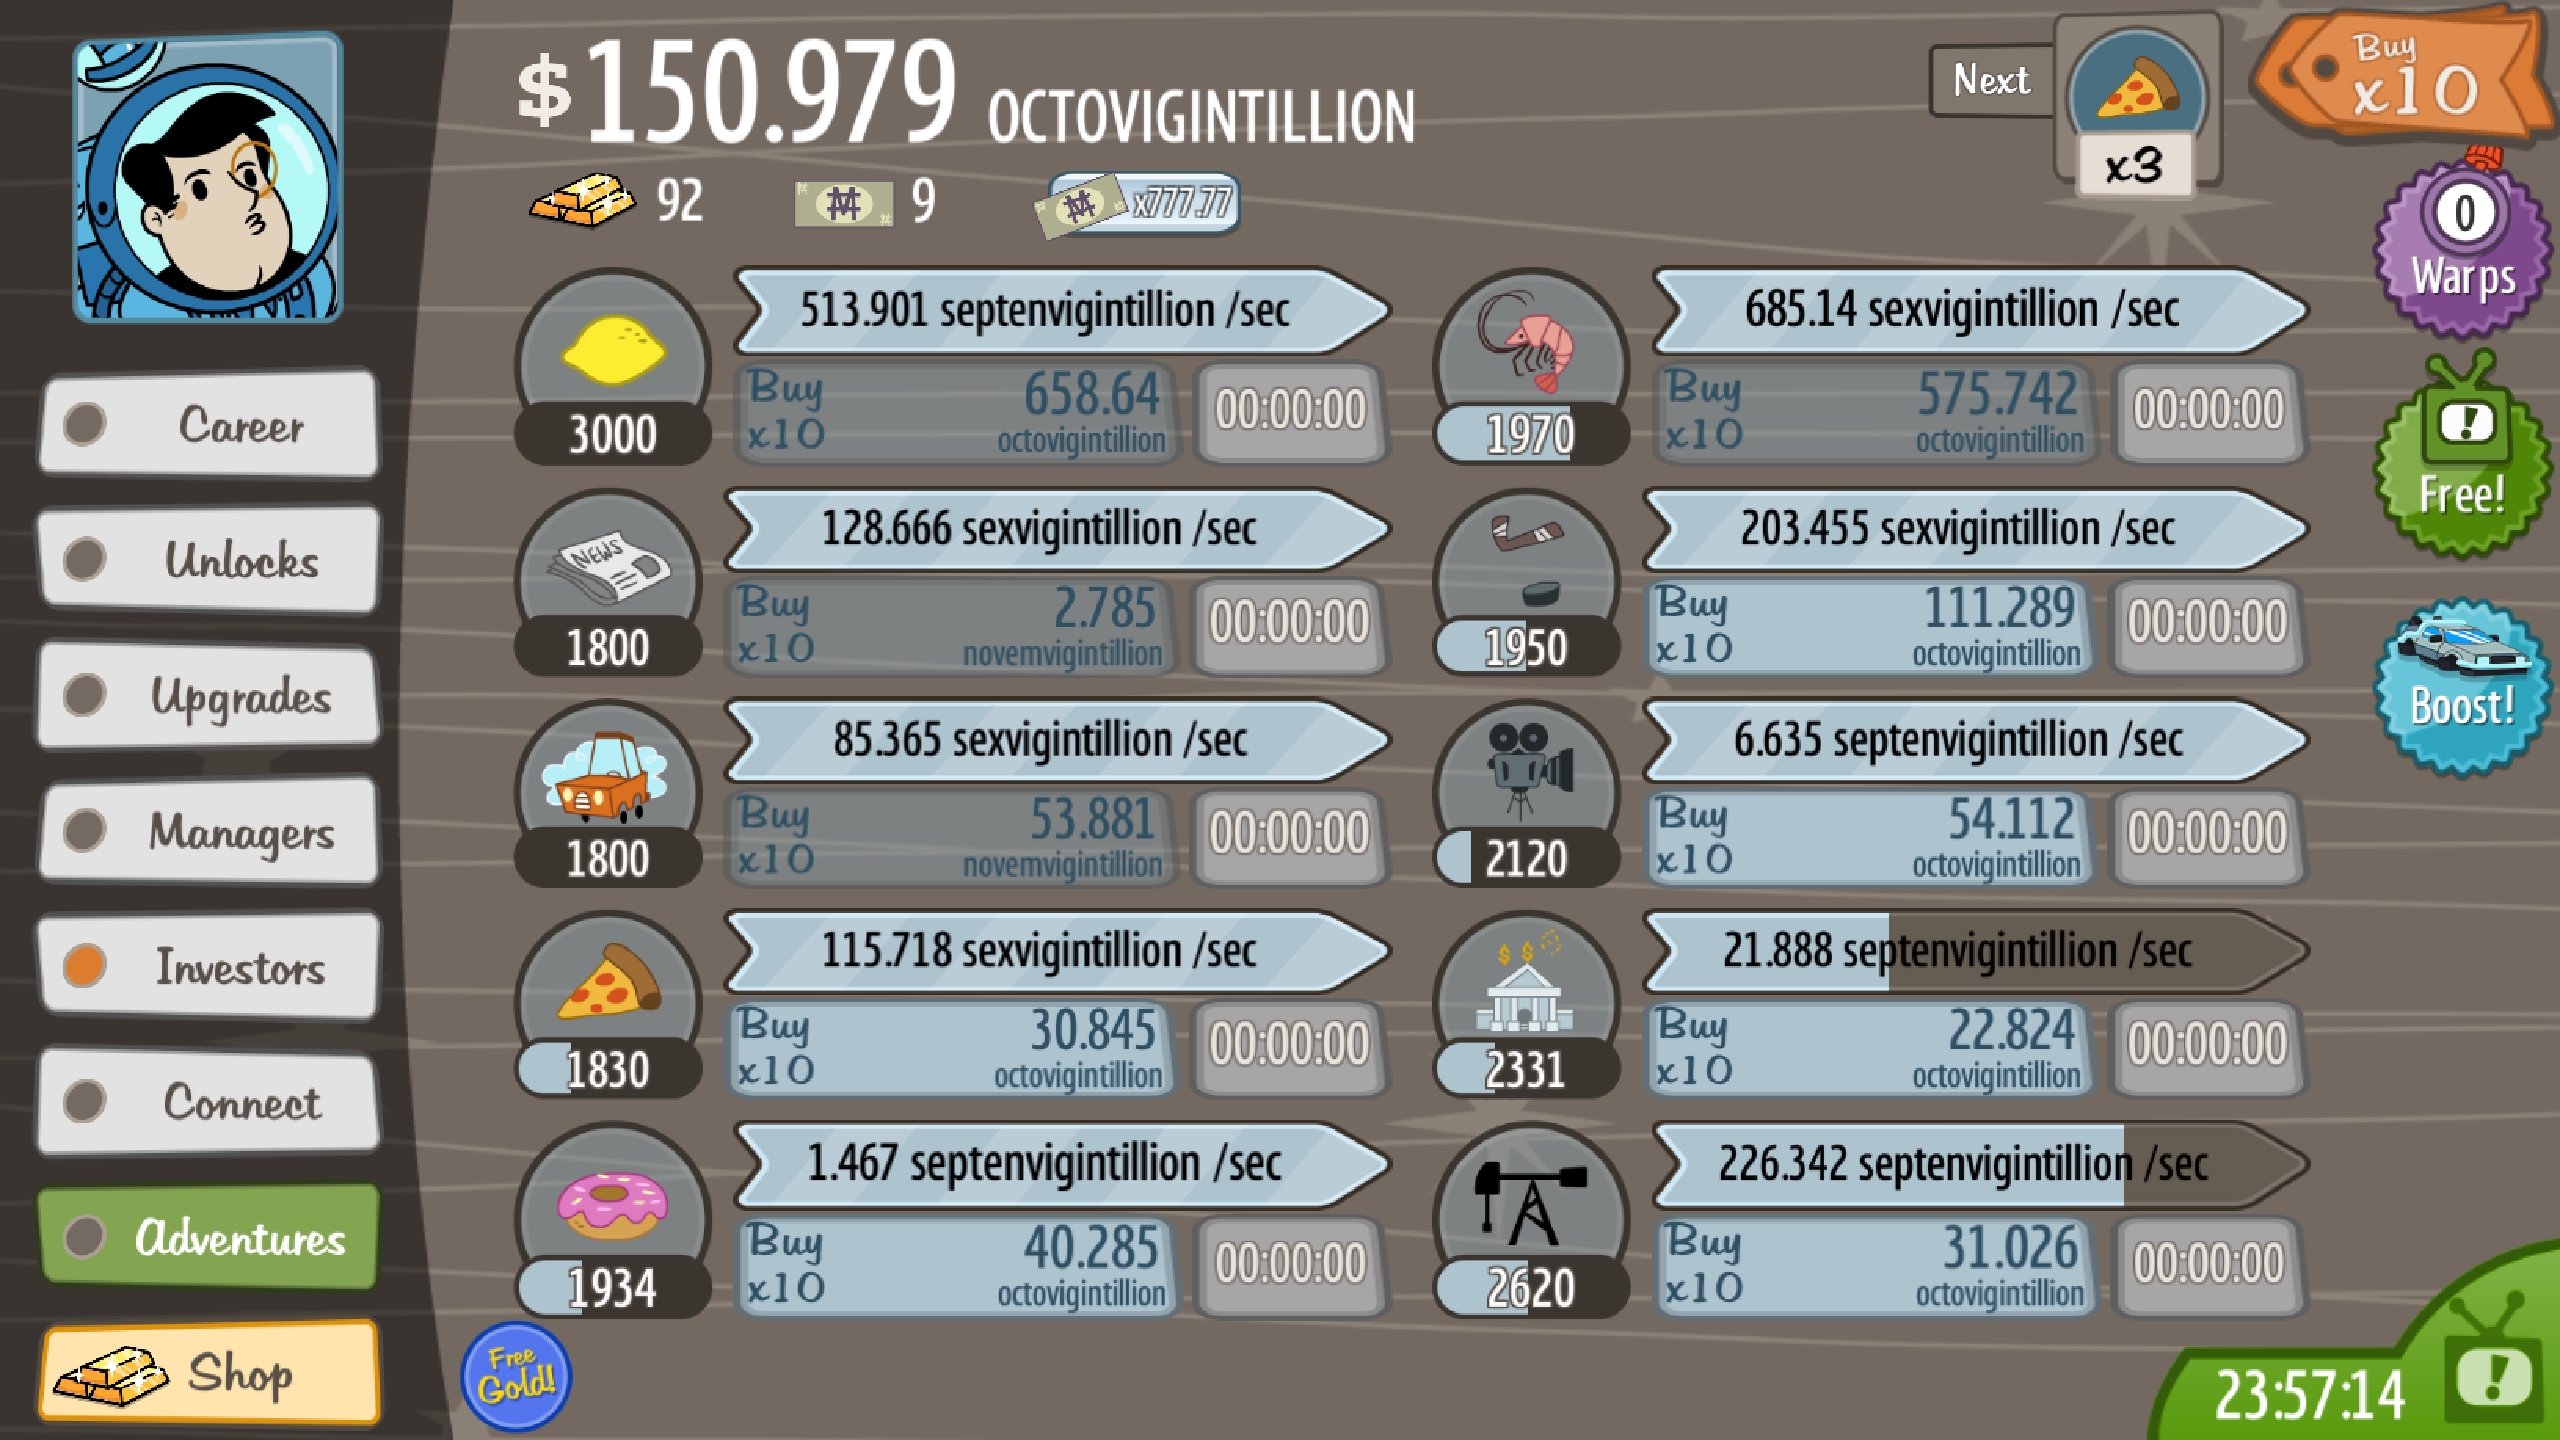 $150.979 OCTOVIGINTILLION
92
9
x777.77
Next
x3
Buy
x10
0
Warps
Free!
Boost!
Career
Unlocks
Upgrades
Managers
Investors
Connect
Adventures
Shop
513.901 septenvigintillion /sec
3000
Buy
x10
658.64
octovigintillion
00:00:00
NEWS
128.666 sexvigintillion /sec
1800
Buy
x10
2.785
novemvigintillion
00:00:00
85.365 sexvigintillion /sec
1800
Buy
x10
53.881
novemvigintillion
00:00:00
115.718 sexvigintillion /sec
1830
Buy
x10
30.845
octovigintillion
00:00:00
1.467 septenvigintillion /sec
1934
Buy
x10
40.285
octovigintillion
00:00:00
685.14 sexvigintillion /sec
1970
Buy
x10
575.742
octovigintillion
00:00:00
203.455 sexvigintillion /sec
1950
Buy
x10
111.289
octovigintillion
00:00:00
6.635 septenvigintillion /sec
2120
Buy
x10
54.112
octovigintillion
00:00:00
$ $
21.888 septenvigintillion /sec
2331
Buy
x10
22.824
octovigintillion
00:00:00
226.342 septenvigintillion /sec
2620
Buy
x10
31.026
octovigintillion
00:00:00
Free
Gold!
23:57:14